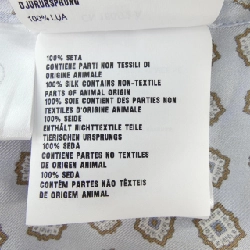 100% SETA
CONTIENE PARTI NON TESSILI DI
ORIGINE ANIMALE
100% SILK CONTAINS NON-TEXTILE
PARTS OF ANIMAL ORIGIN
100% SOIE CONTIENT DES PARTIES NON
TEXTILES D'ORIGINE ANIMALE
100% SEIDE
ENTHÄLT NICHTTEXTILE TEILE
TIERISCHEN URSPRUNGS
100% SEDA
CONTIENE PARTES NO TEXTILES
DE ORIGEN ANIMAL
100% SEDA
CONTÉM PARTES NÃO TÊXTEIS
DE ORIGEM ANIMAL